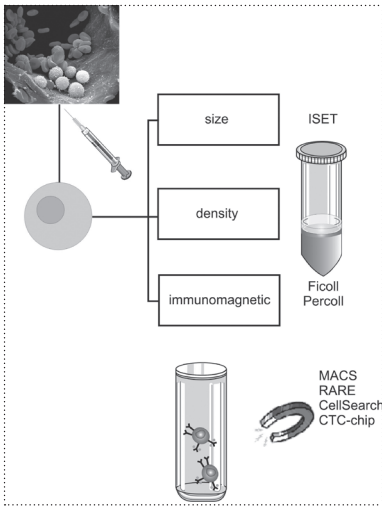 size
ISET
density
Ficoll
Percoll
immunomagnetic
MACS
RARE
CellSearch
CTC-chip